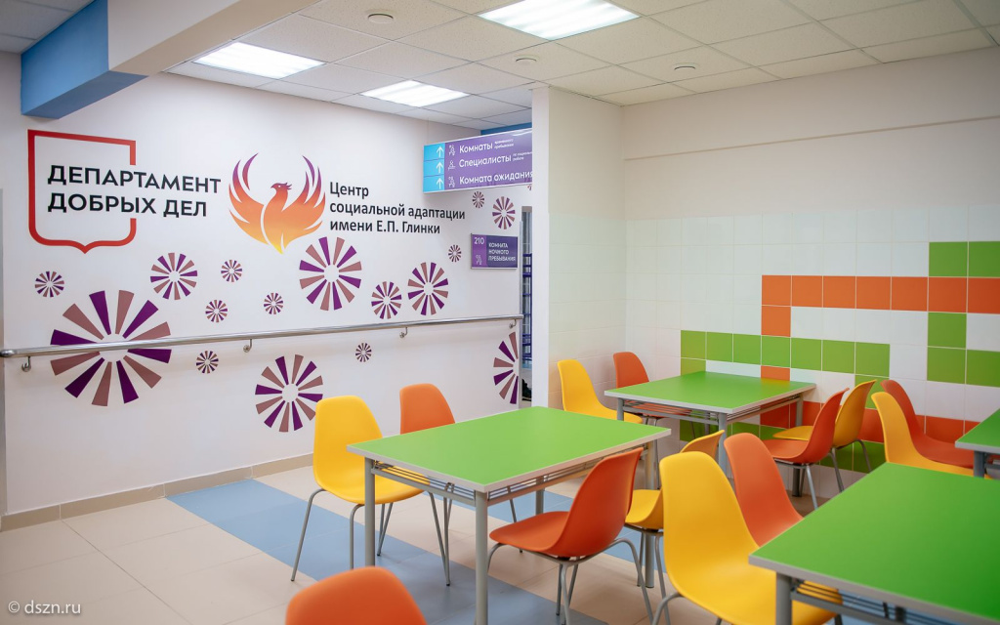 ДЕПАРТАМЕНТ
ДОБРЫХ ДЕЛ
Центр
социальной адаптации
имени Е.П. Глинки
Комнаты
Специалисты
Комната ожидания
210
КОМНАТА
НОЧНОГО
ПРЕБЫВАНИЯ
© dszn.ru